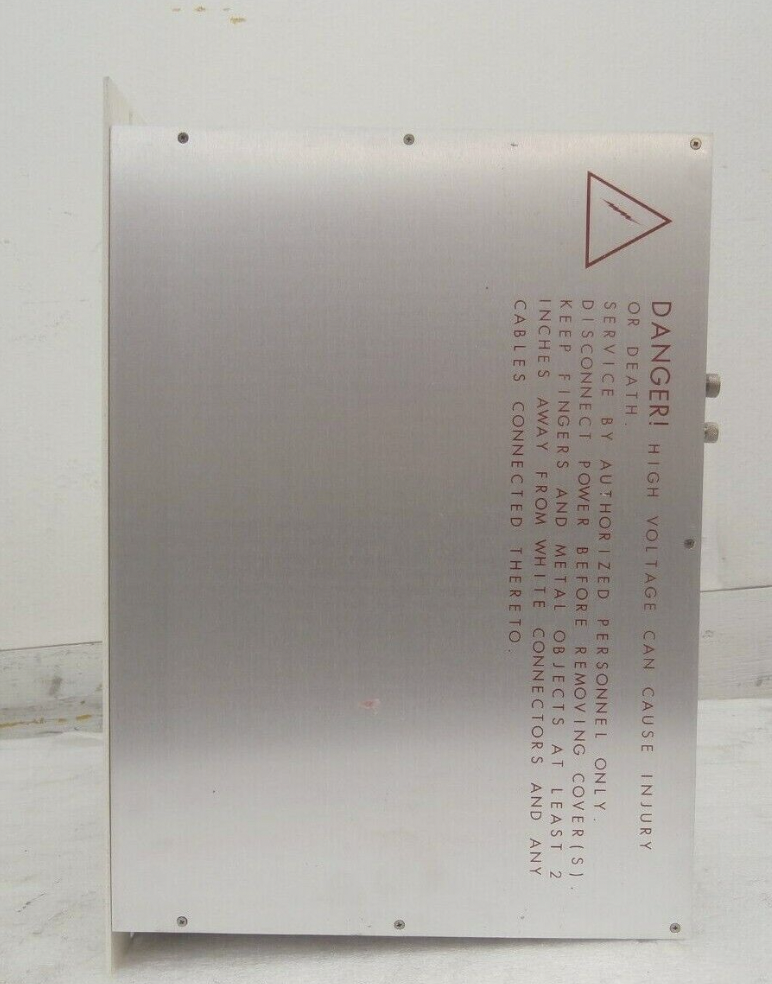 DANGER! HIGH VOLTAGE CAN CAUSE INJURY
OR DEATH.
SERVICE BY AUTHORIZED PERSONNEL ONLY.
DISCONNECT POWER BEFORE REMOVING COVER(S).
KEEP FINGERS AND METAL OBJECTS AT LEAST 2
INCHES AWAY FROM WHITE CONNECTORS AND ANY
CABLES CONNECTED THERETO.